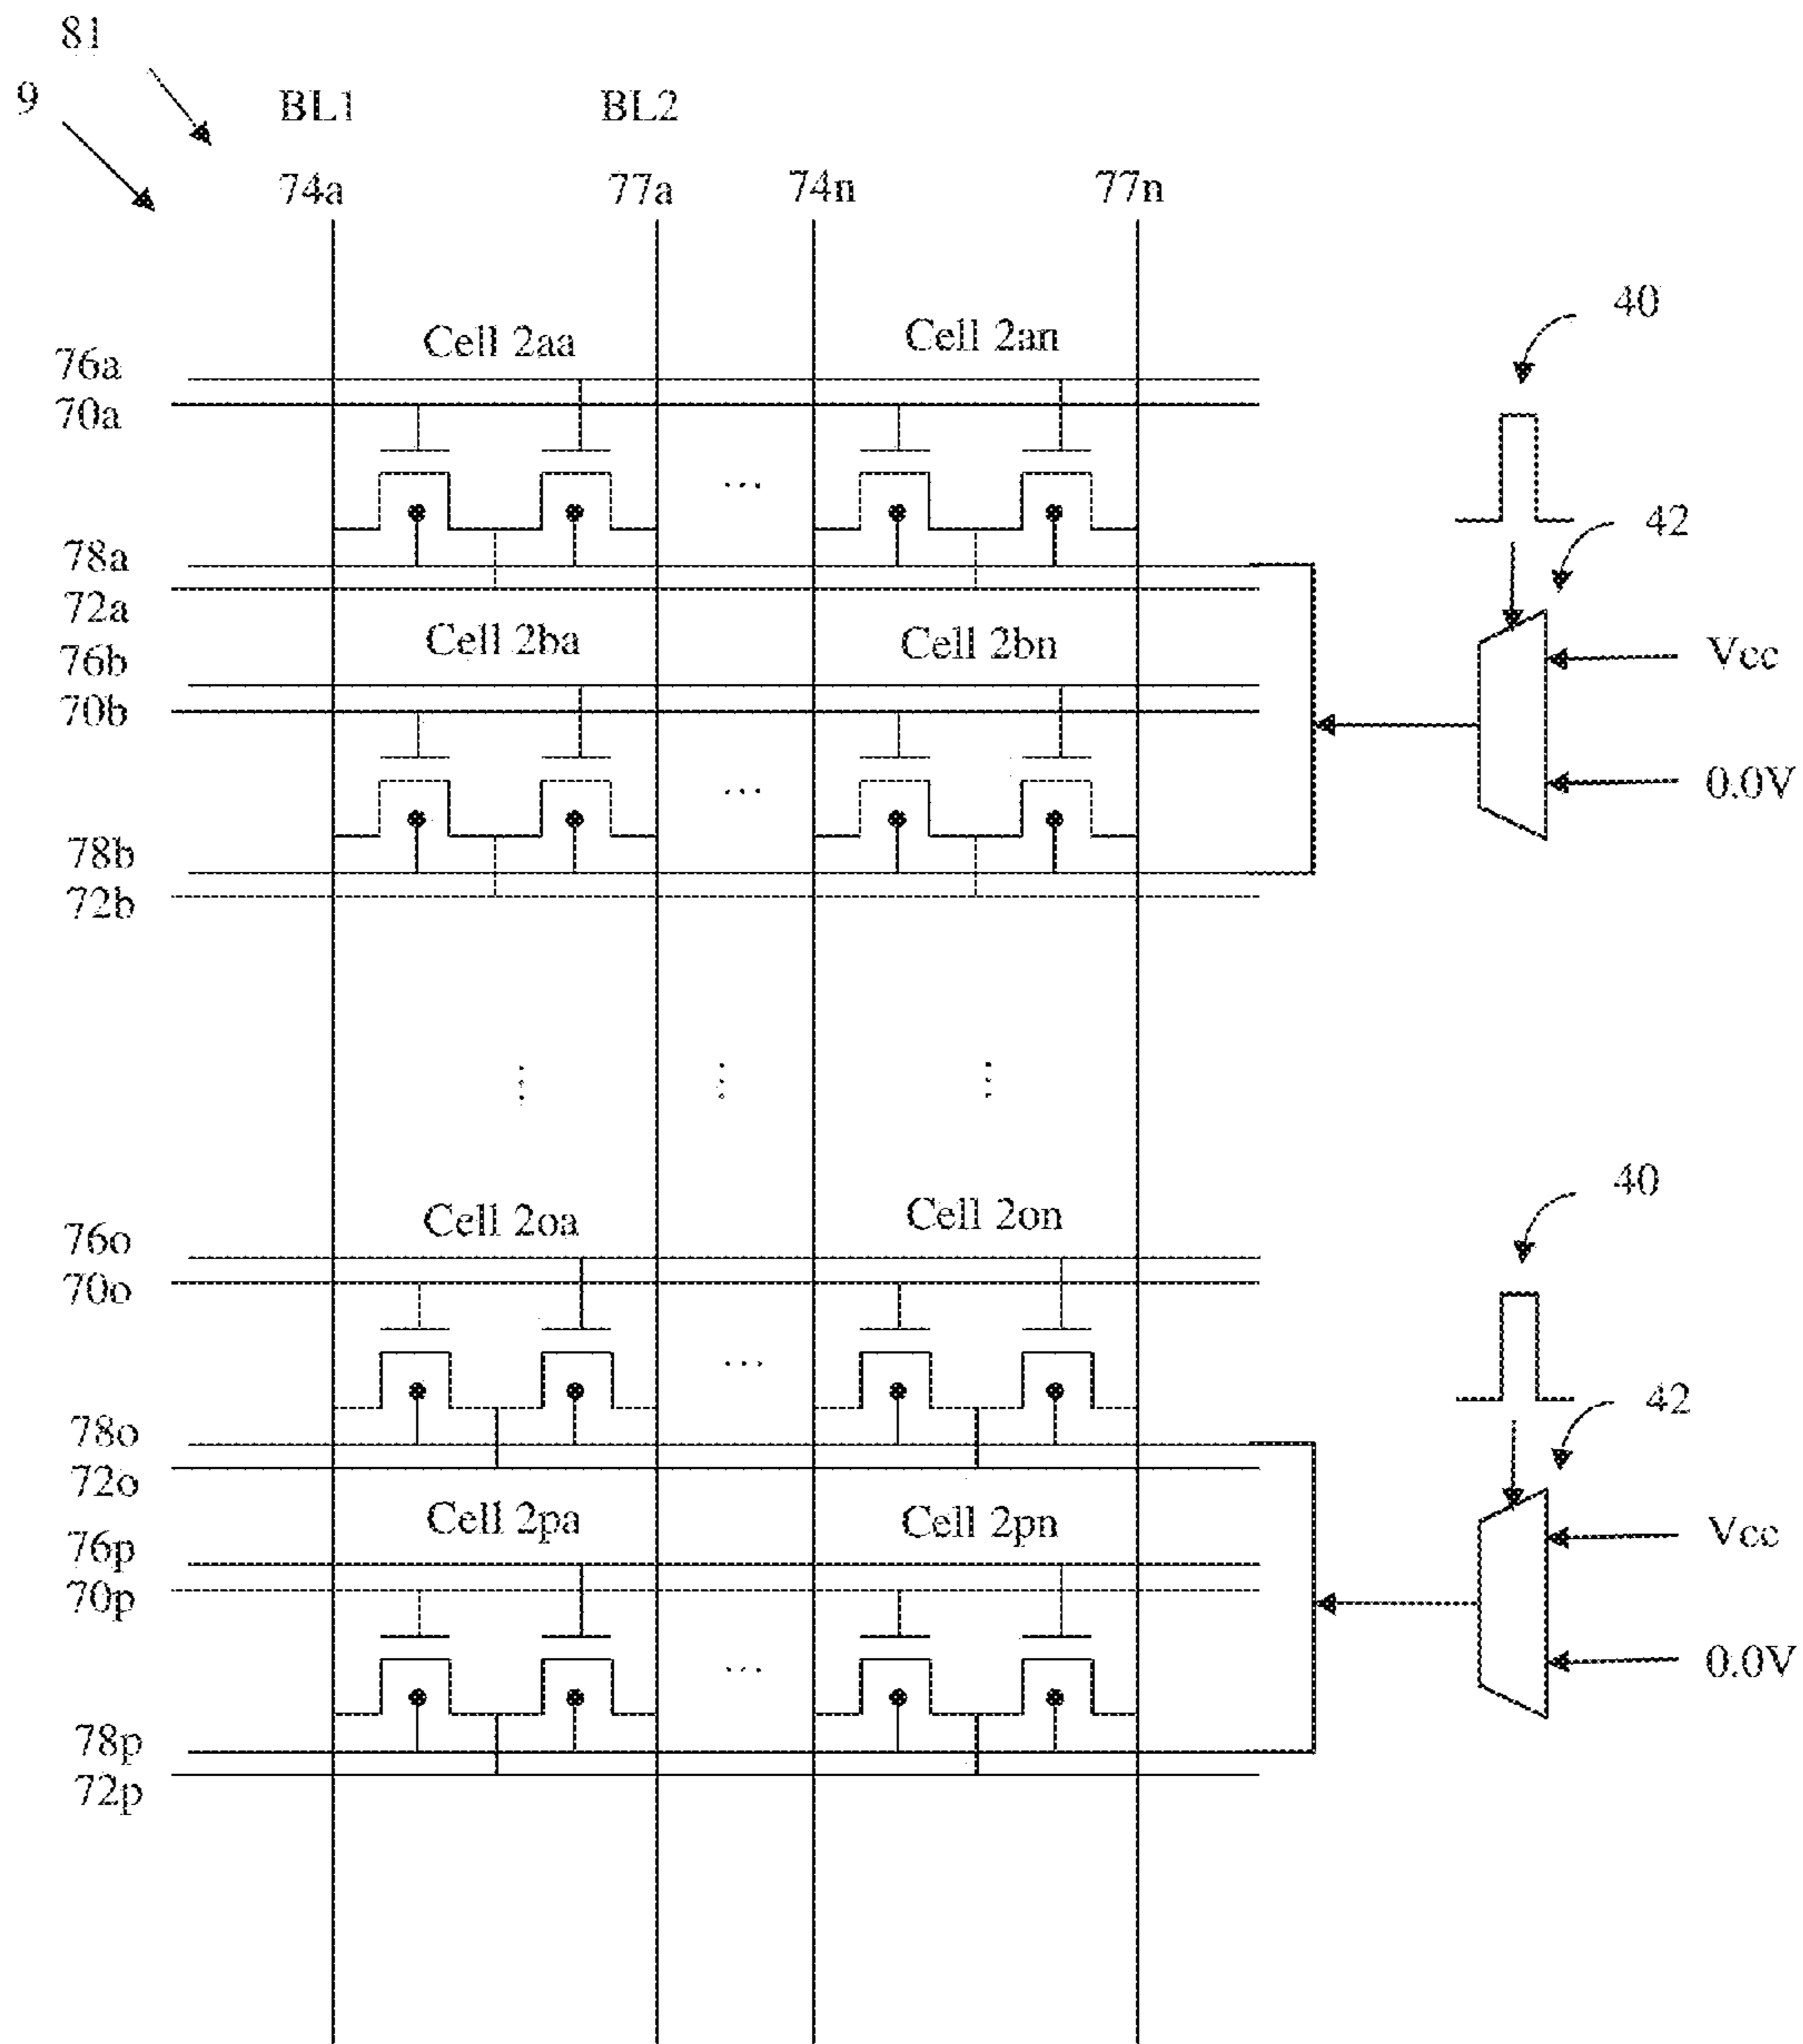 81
9
BL1 BL2
74a 77a 74n 77n
40
Cell 2aa Cell 2an
76a
70a
42
78a
72a
Cell 2ba Cell 2bn
76b
Vcc
70b
0.0V
78b
72b
...
40
Cell 2oa Cell 2on
76o
70o
...
42
78o
72o
Cell 2pa Cell 2pn
Vcc
76p
70p
0.0V
...
78p
72p